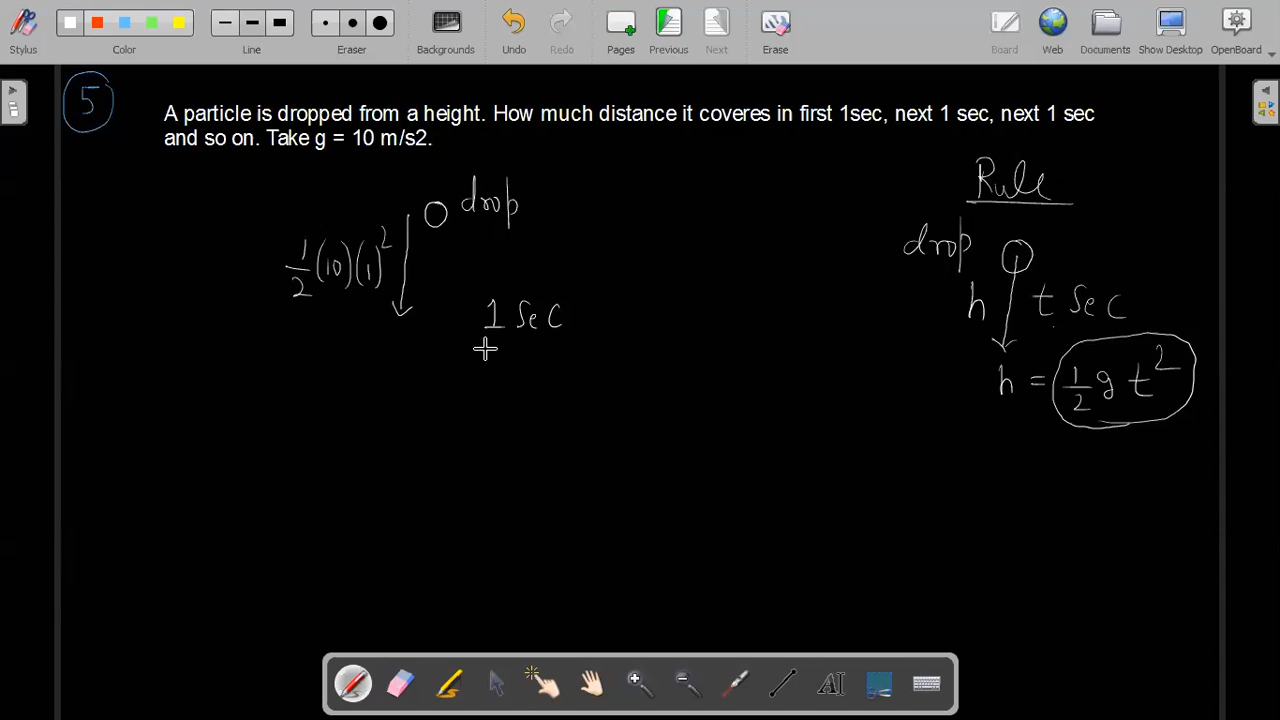 Stylus Color Line Eraser Backgrounds Undo Redo Pages Previous Next Erase Board Web Documents Show Desktop OpenBoard
5
A particle is dropped from a height. How much distance it coveres in first 1sec, next 1 sec, next 1 sec
and so on. Take g = 10 m/s2.
Rule
drop
1/2 (10) (1)^2
1 sec
drop
h t sec
h = 1/2 g t^2